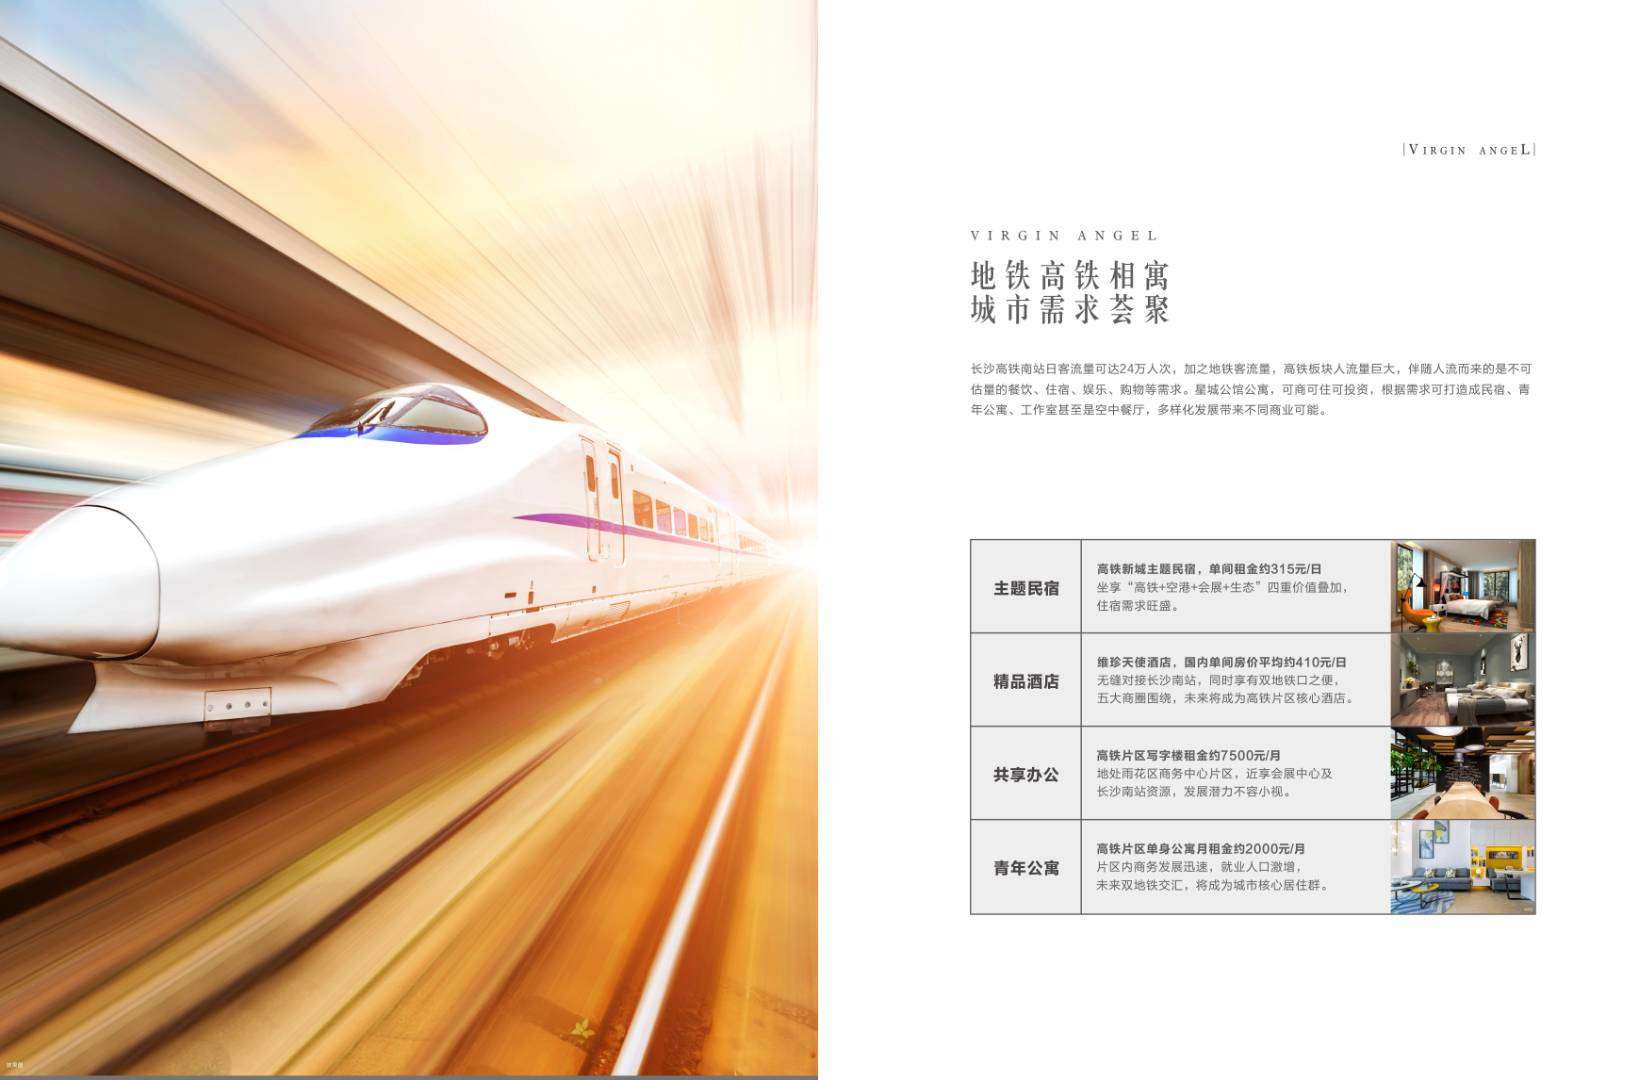 VIRGIN ANGEL
VIRGIN ANGEL
地铁高铁相寓
城市需求荟聚
长沙高铁南站日客流量可达24万人次，加之地铁客流量，高铁板块人流量巨大，伴随人流而来的是不可
估量的餐饮、住宿、娱乐、购物等需求。星城公馆公寓，可商可住可投资，根据需求可打造成民宿、青
年公寓、工作室甚至是空中餐厅，多样化发展带来不同商业可能。
主题民宿
高铁新城主题民宿，单间租金约315元/日
坐享“高铁+空港+会展+生态”四重价值叠加，
住宿需求旺盛。
精品酒店
维珍天使酒店，国内单间房价平均约410元/日
无缝对接长沙南站，同时享有双地铁口之便，
五大商圈围绕，未来将成为高铁片区核心酒店。
共享办公
高铁片区写字楼租金约7500元/月
地处雨花区商务中心片区，近享会展中心及
长沙南站资源，发展潜力不容小视。
青年公寓
高铁片区单身公寓月租金约2000元/月
片区内商务发展迅速，就业人口激增，
未来双地铁交汇，将成为城市核心居住群。
效果图